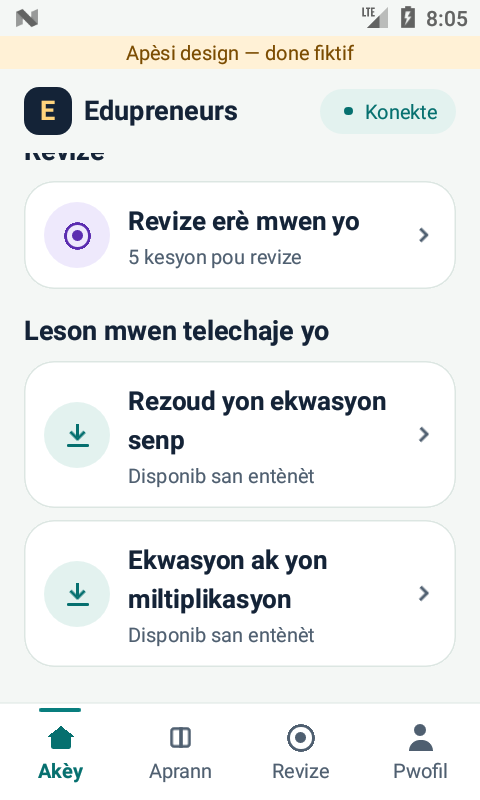 LTE 8:05
Apèsi design — done fiktif
E Edupreneurs
Konekte
Revize
Revize erè mwen yo
5 kesyon pou revize
Leson mwen telechaje yo
Rezoud yon ekwasyon
senp
Disponib san entènèt
Ekwasyon ak yon
miltiplikasyon
Disponib san entènèt
Akèy
Aprann
Revize
Pwofil